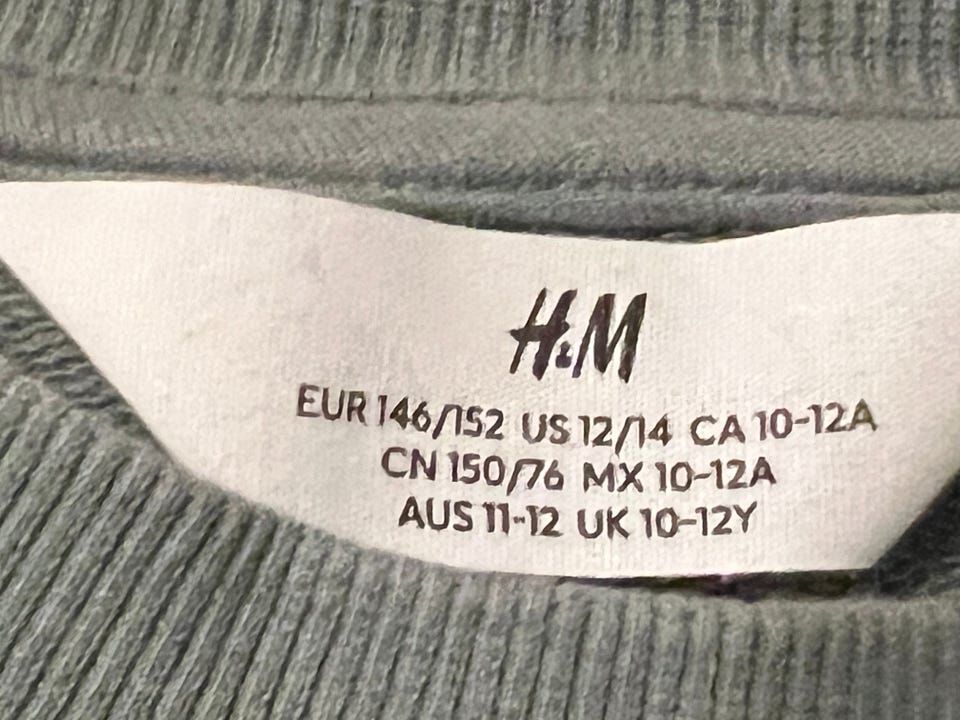 H&M
EUR 146/152 US 12/14 CA 10-12A
CN 150/76 MX 10-12A
AUS 11-12 UK 10-12Y